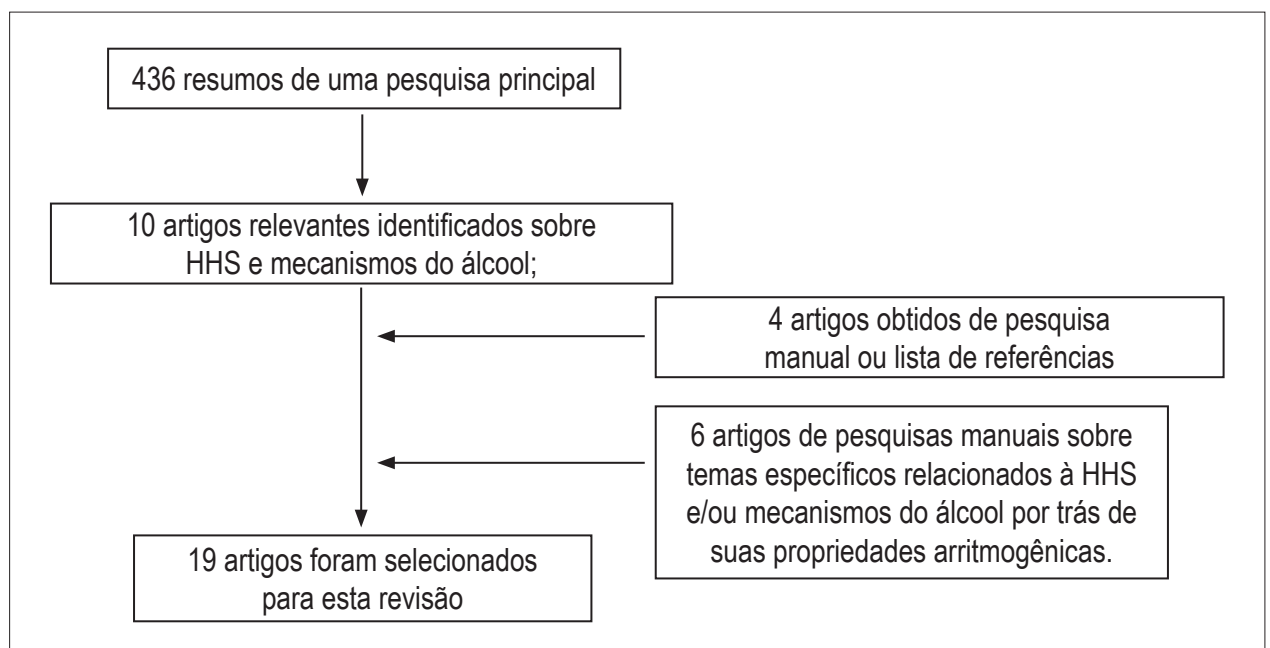 436 resumos de uma pesquisa principal
10 artigos relevantes identificados sobre
HHS e mecanismos do álcool;
4 artigos obtidos de pesquisa
manual ou lista de referências
6 artigos de pesquisas manuais sobre
temas específicos relacionados à HHS
e/ou mecanismos do álcool por trás de
suas propriedades arritmogênicas.
19 artigos foram selecionados
para esta revisão